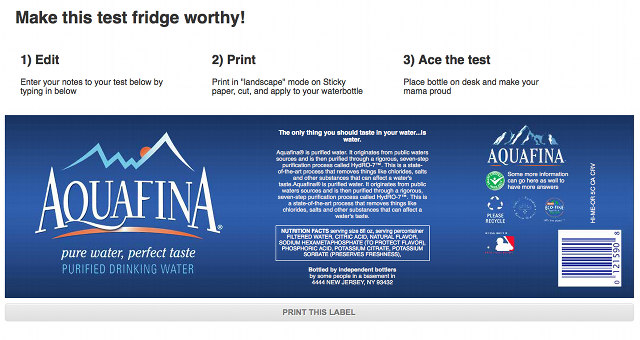 Make this test fridge worthy!
1) Edit
Enter your notes to your test below by
typing in below
2) Print
Print in "landscape" mode on Sticky
paper, cut, and apply to your waterbottle
3) Ace the test
Place bottle on desk and make your
mama proud
AQUAFINA®
pure water, perfect taste
PURIFIED DRINKING WATER
The only thing you should taste in your water...is
water.
Aquafina® is purified water. It originates from public waters
sources and is then purified through a rigorous, seven-step
purification process called HydRO-7™. This is a state-
of-the-art process that removes things like chlorides, salts
and other substances that can affect a water's
taste.Aquafina® is purified water. It originates from public
waters sources and is then purified through a rigorous,
seven-step purification process called HydRO-7™. This is
a state-of-the-art process that removes things like
chlorides, salts and other substances that can affect a
water's taste.
NUTRITION FACTS serving size 8fl oz, serving percontainer
FILTERED WATER, CITRIC ACID, NATURAL FLAVOR,
SODIUM HEXAMETAPHOSPHATE (TO PROTECT FLAVOR),
PHOSPHORIC ACID, POTASSIUM CITRATE, POTASSIUM
SORBATE (PRESERVES FRESHNESS),
Bottled by independent bottlers
by some people in a basement in
4444 NEW JERSEY, NY 93432
AQUAFINA
Some more information
can go here as well to
have more answers
PLEASE
RECYCLE
ECO-FINA
HI-ME-OR 5C CA CRV
0 121590 8
PRINT THIS LABEL